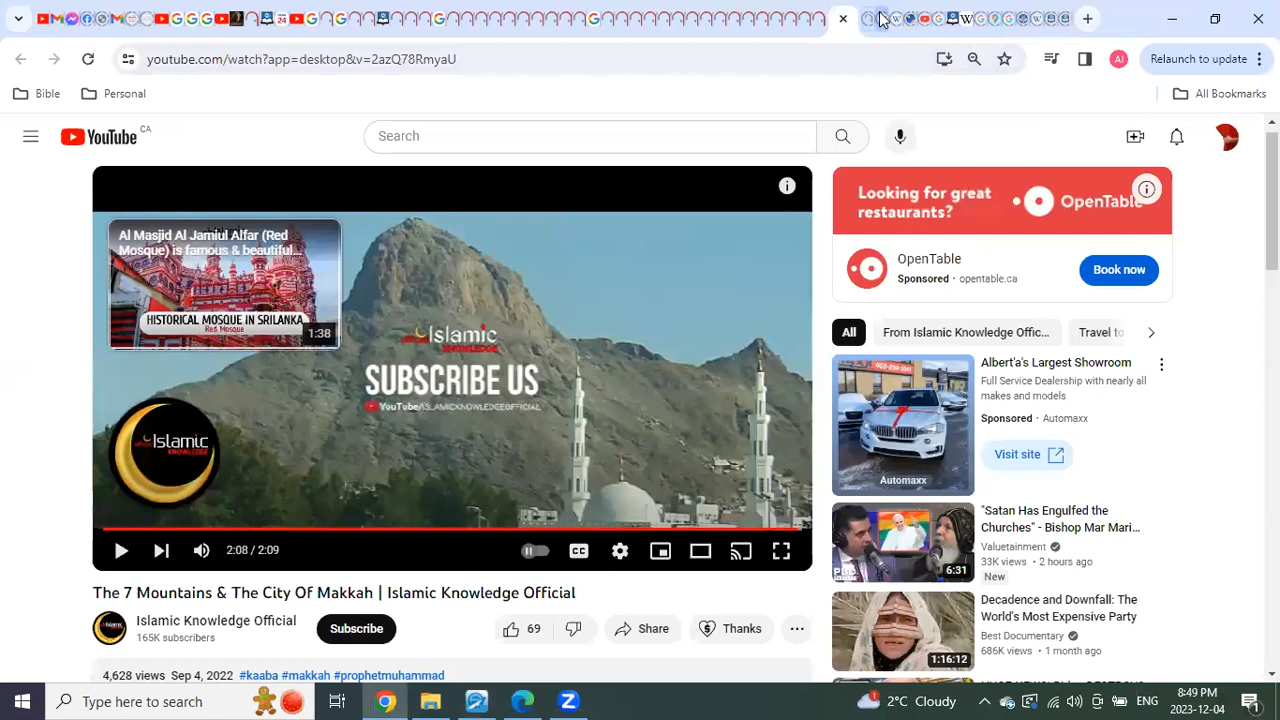 youtube.com/watch?app=desktop&v=2azQ78RmyaU
Relaunch to update
Bible
Personal
All Bookmarks
YouTube CA
Search
Al Masjid Al Jamiul Alfar (Red
Mosque) is famous & beautiful...
HISTORICAL MOSQUE IN SRILANKA
Red Mosque
1:38
Islamic
KNOWLEDGE
SUBSCRIBE US
YouTube/ISLAMICKNOWLEDGEOFFICIAL
Islamic
KNOWLEDGE
2:08 / 2:09
CC
The 7 Mountains & The City Of Makkah | Islamic Knowledge Official
Islamic Knowledge Official
165K subscribers
Subscribe
69
Share
Thanks
4,628 views Sep 4, 2022 #kaaba #makkah #prophetmuhammad
Looking for great
restaurants?
OpenTable
OpenTable
Sponsored • opentable.ca
Book now
All
From Islamic Knowledge Offic...
Travel to
Albert'a's Largest Showroom
Full Service Dealership with nearly all
makes and models
Sponsored • Automaxx
Visit site
Automaxx
"Satan Has Engulfed the
Churches" - Bishop Mar Mari...
Valuetainment
33K views • 2 hours ago
New
6:31
Decadence and Downfall: The
World's Most Expensive Party
Best Documentary
686K views • 1 month ago
1:16:12
Type here to search
1
2°C Cloudy
ENG
8:49 PM
2023-12-04
1